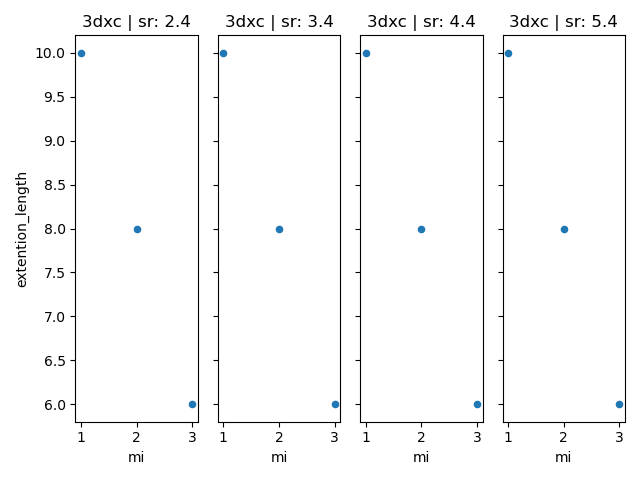 3dxc | sr: 2.4
3dxc | sr: 3.4
3dxc | sr: 4.4
3dxc | sr: 5.4
extention_length
10.0
9.5
9.0
8.5
8.0
7.5
7.0
6.5
6.0
1 2 3
1 2 3
1 2 3
1 2 3
mi
mi
mi
mi